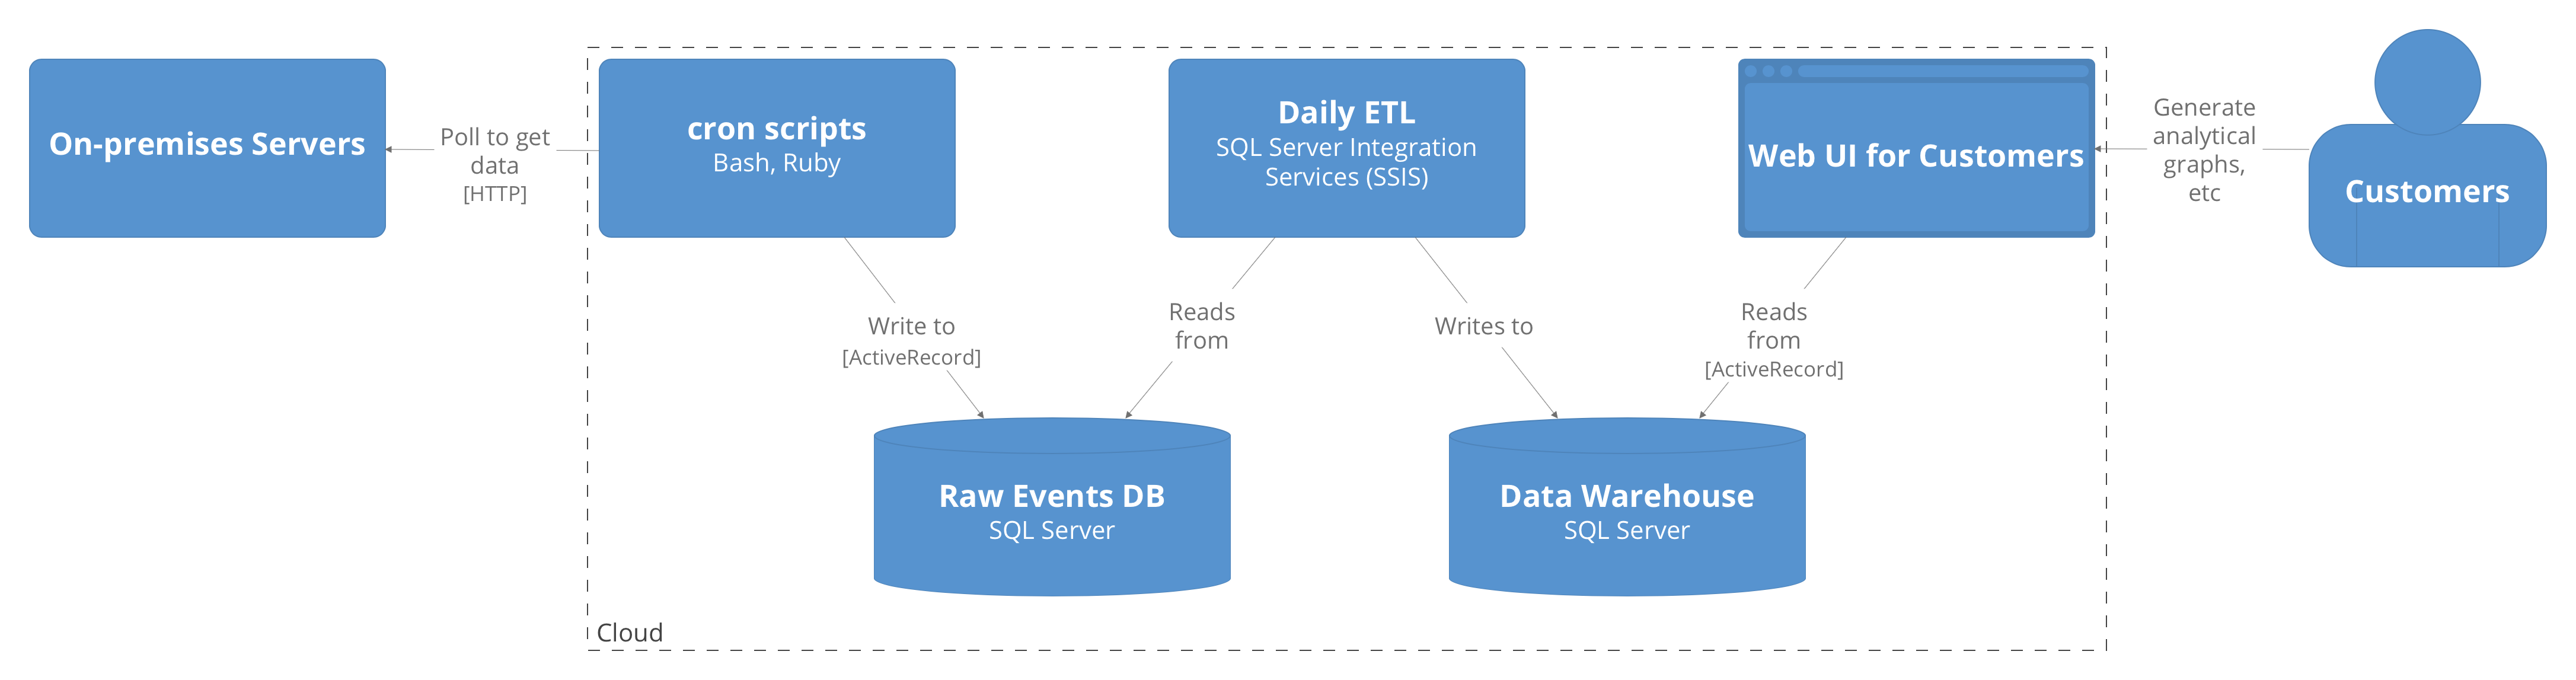 On-premises Servers
Poll to get
data
[HTTP]
cron scripts
Bash, Ruby
Daily ETL
SQL Server Integration
Services (SSIS)
Web UI for Customers
Generate
analytical
graphs,
etc
Customers
Write to
[ActiveRecord]
Reads
from
Writes to
Reads
from
[ActiveRecord]
Raw Events DB
SQL Server
Data Warehouse
SQL Server
Cloud